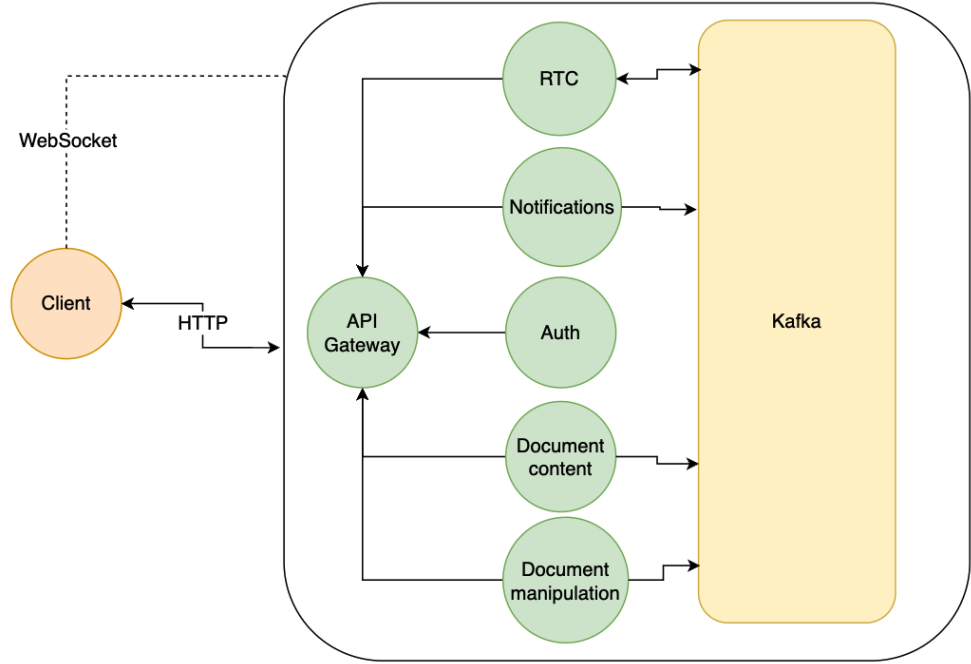 RTC
WebSocket
Notifications
Client
HTTP
API
Gateway
Auth
Kafka
Document
content
Document
manipulation